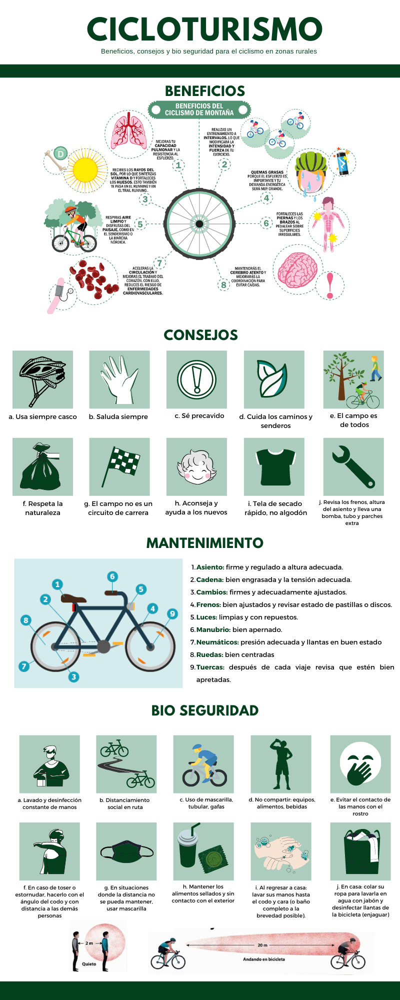 CICLOTURISMO
Beneficios, consejos y bio seguridad para el ciclismo en zonas rurales
BENEFICIOS
BENEFICIOS DEL
CICLISMO DE MONTAÑA
MEJORAS TU
CAPACIDAD
PULMONAR Y LA
RESISTENCIA AL
ESFUERZO.
1
REALIZAS UN
ENTRENAMIENTO A
INTERVALOS, LO QUE
MODIFICARÁ LA
INTENSIDAD Y
FUERZA DE TU
EJERCICIO.
2
D
RECIBES LOS RAYOS DEL
SOL, POR LO QUE SINTETIZAS
VITAMINA D Y FORTALECES
LOS HUESOS. ESTO TAMBIÉN
TE PASA EN EL RUNNING Y EN
EL TRAIL RUNNING.
3
QUEMAS GRASAS
PORQUE EL ESFUERZO ES
IMPORTANTE Y TU
DEMANDA ENERGÉTICA
SERÁ MUY GRANDE.
4
RESPIRAS AIRE
LIMPIO Y
DISFRUTAS DEL
PAISAJE, COMO EN
EL SENDERISMO O
LA MARCHA
NÓRDICA.
5
FORTALECES LAS
PIERNAS Y LOS
BRAZOS AL
PEDALEAR SOBRE
SUPERFICIES
IRREGULARES.
6
7
ACELERAS LA
CIRCULACIÓN Y
MEJORAS EL TRABAJO DEL
CORAZÓN. CON ELLO,
REDUCES EL RIESGO DE
ENFERMEDADES
CARDIOVASCULARES.
MANTENDRÁS EL
CEREBRO ATENTO Y
MEJORARÁS LA
COORDINACIÓN PARA
EVITAR CAÍDAS.
8
CONSEJOS
a. Usa siempre casco
b. Saluda siempre
c. Sé precavido
d. Cuida los caminos y
senderos
e. El campo es
de todos
f. Respeta la
naturaleza
g. El campo no es un
circuito de carrera
h. Aconseja y
ayuda a los nuevos
i. Tela de secado
rápido, no algodón
j. Revisa los frenos, altura
del asiento y lleva una
bomba, tubo y parches
extra
MANTENIMIENTO
1
2
3
4
5
6
7
8
9
1. Asiento: firme y regulado a altura adecuada.
2. Cadena: bien engrasada y la tensión adecuada.
3. Cambios: firmes y adecuadamente ajustados.
4. Frenos: bien ajustados y revisar estado de pastillas o discos.
5. Luces: limpias y con repuestos.
6. Manubrio: bien apernado.
7. Neumáticos: presión adecuada y llantas en buen estado
8. Ruedas: bien centradas
9. Tuercas: después de cada viaje revisa que estén bien
apretadas.
BIO SEGURIDAD
a. Lavado y desinfección
constante de manos
b. Distanciamiento
social en ruta
c. Uso de mascarilla,
tubular, gafas
d. No compartir: equipos,
alimentos, bebidas
e. Evitar el contacto de
las manos con el
rostro
f. En caso de toser o
estornudar, hacerlo con el
ángulo del codo y con
distancia a las demás
personas
g. En situaciones
donde la distancia no
se pueda mantener,
usar mascarilla
h. Mantener los
alimentos sellados y sin
contacto con el exterior
i. Al regresar a casa:
lavar sus manos hasta
el codo y cara (o baño
completo a la
brevedad posible).
j. En casa: colar su
ropa para lavarla en
agua con jabón y
desinfectar llantas de
la bicicleta (enjaguar)
2 m
Quieto
20 m
Andando en bicicleta